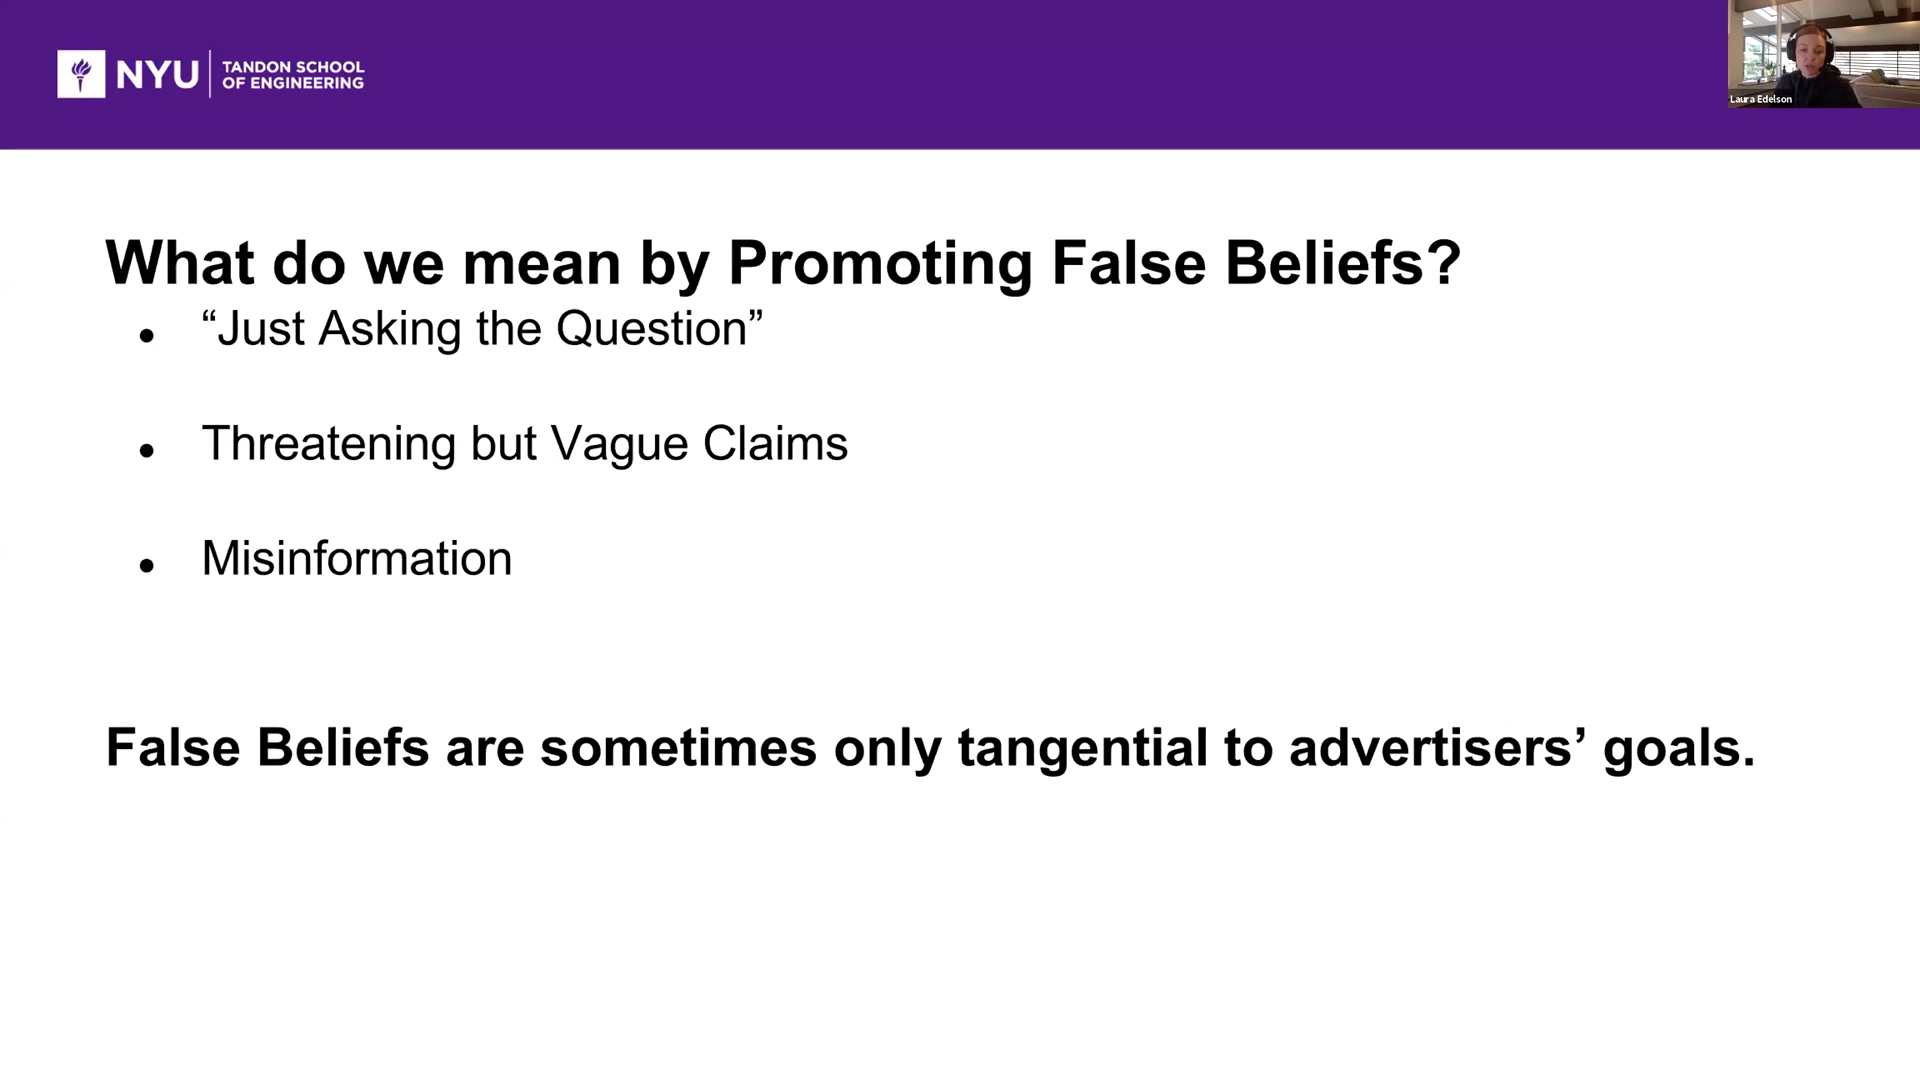 NYU
TANDON SCHOOL
OF ENGINEERING
Laura Edelson
What do we mean by Promoting False Beliefs?
• “Just Asking the Question”
• Threatening but Vague Claims
• Misinformation
False Beliefs are sometimes only tangential to advertisers’ goals.